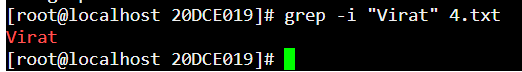 [root@localhost 20DCE019]# grep -i "Virat" 4.txt
Virat
[root@localhost 20DCE019]#